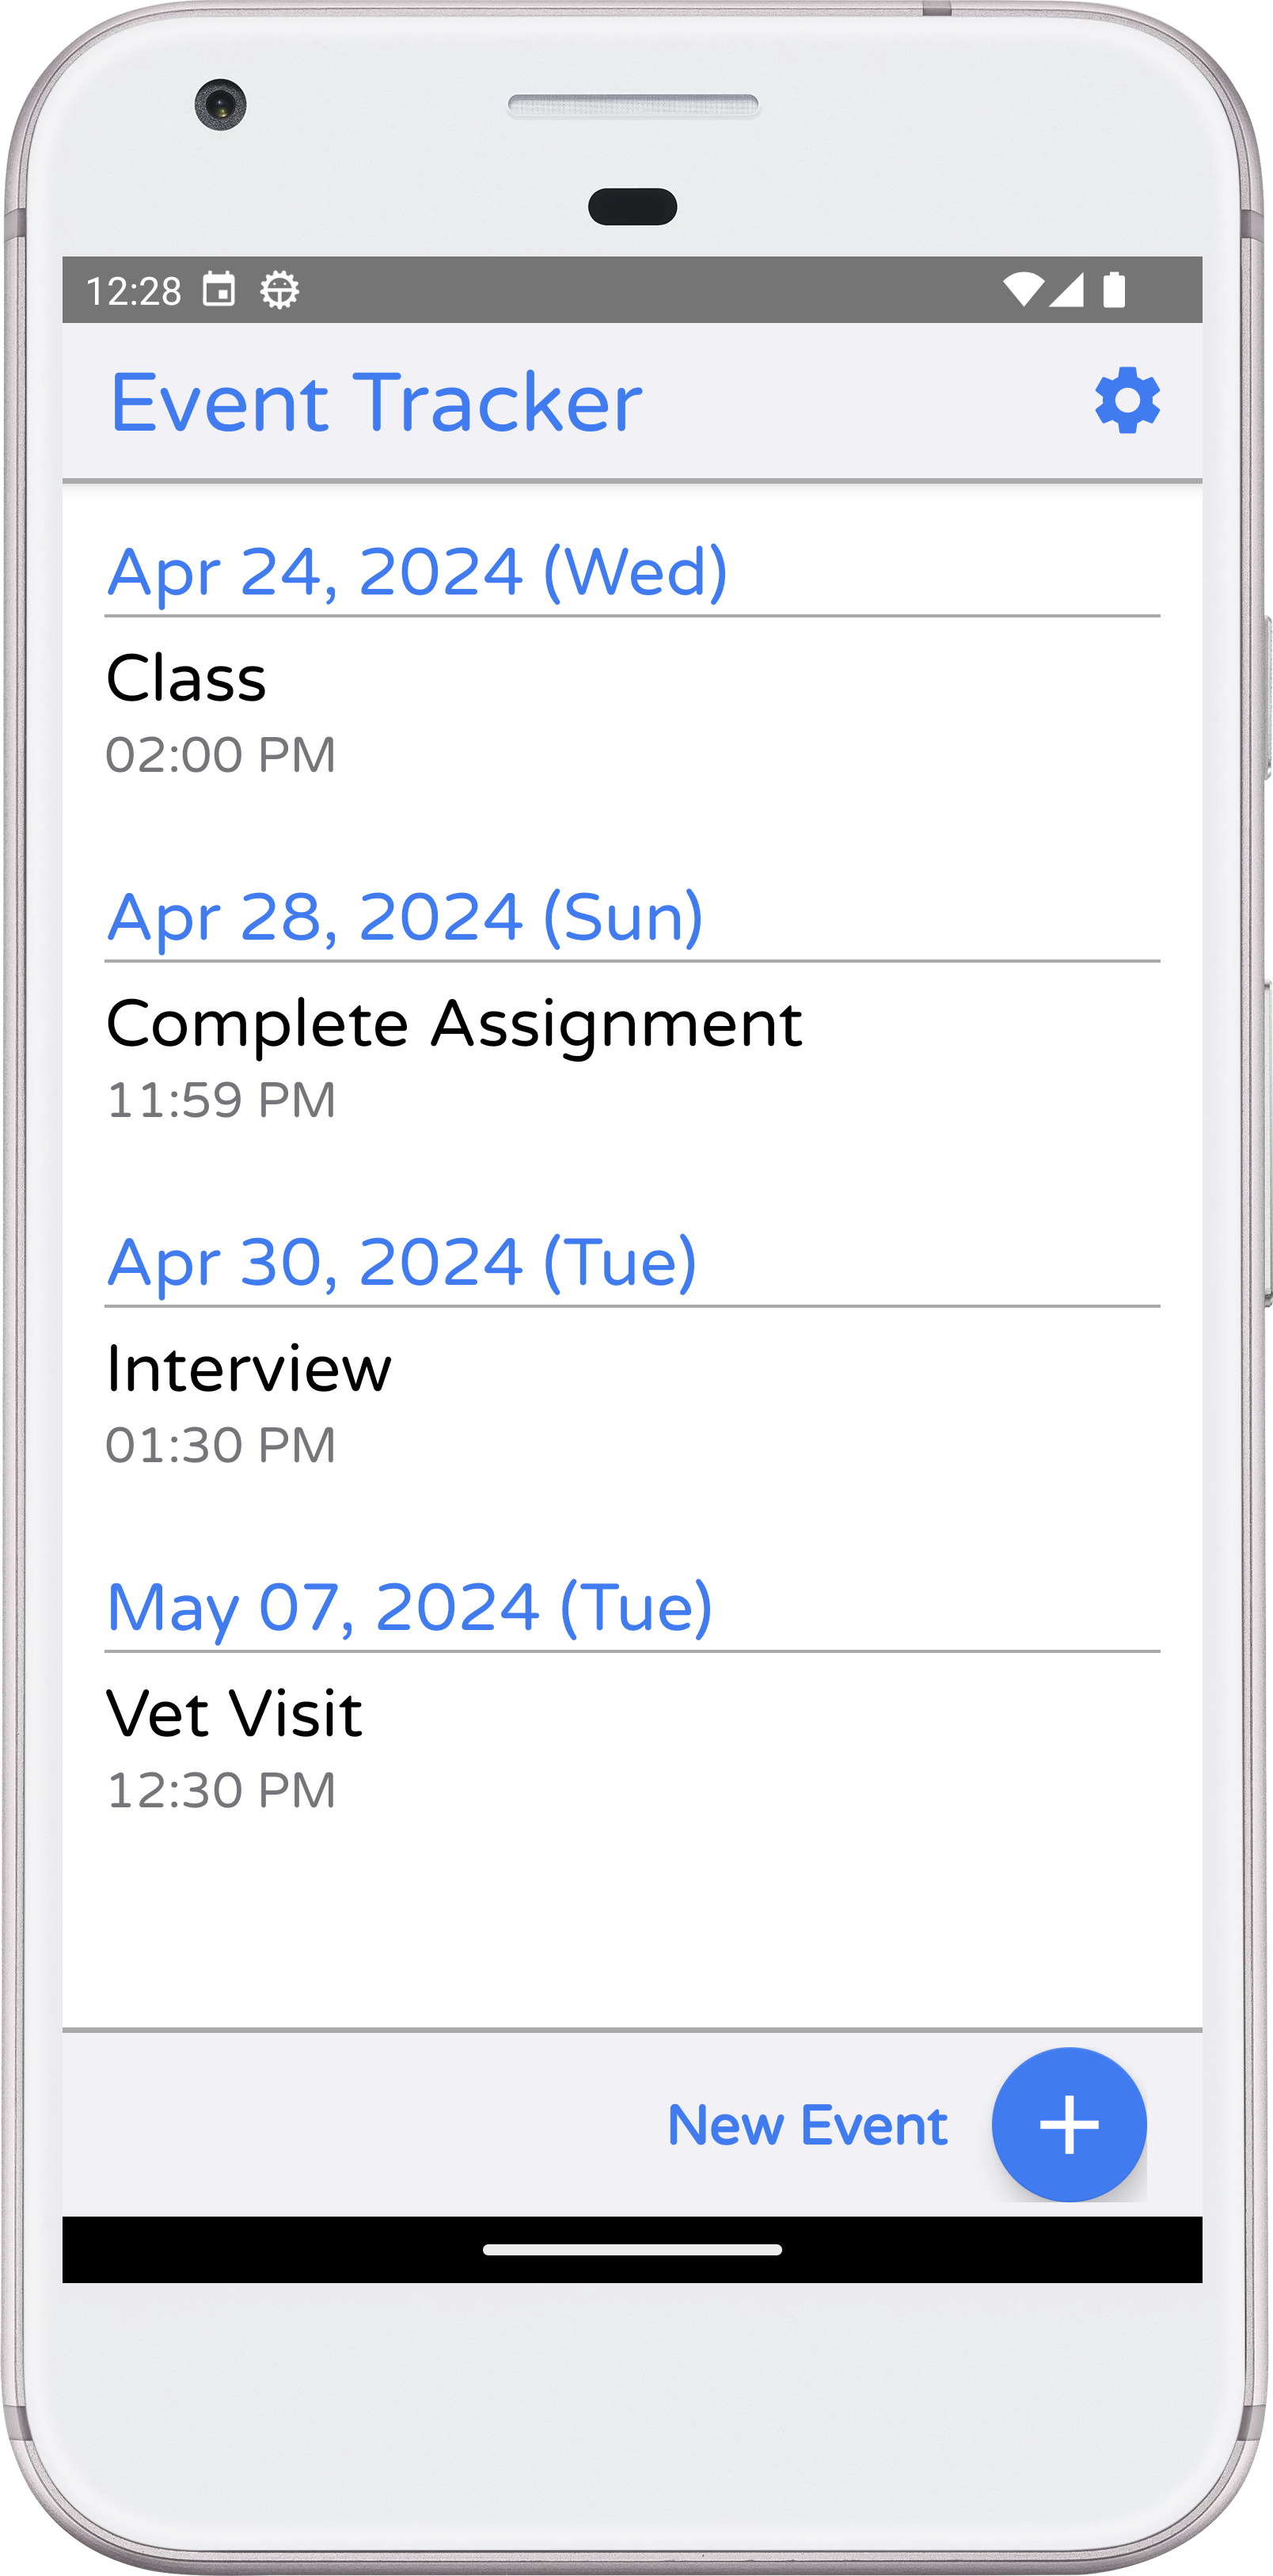 12:28
Event Tracker
Apr 24, 2024 (Wed)
Class
02:00 PM
Apr 28, 2024 (Sun)
Complete Assignment
11:59 PM
Apr 30, 2024 (Tue)
Interview
01:30 PM
May 07, 2024 (Tue)
Vet Visit
12:30 PM
New Event